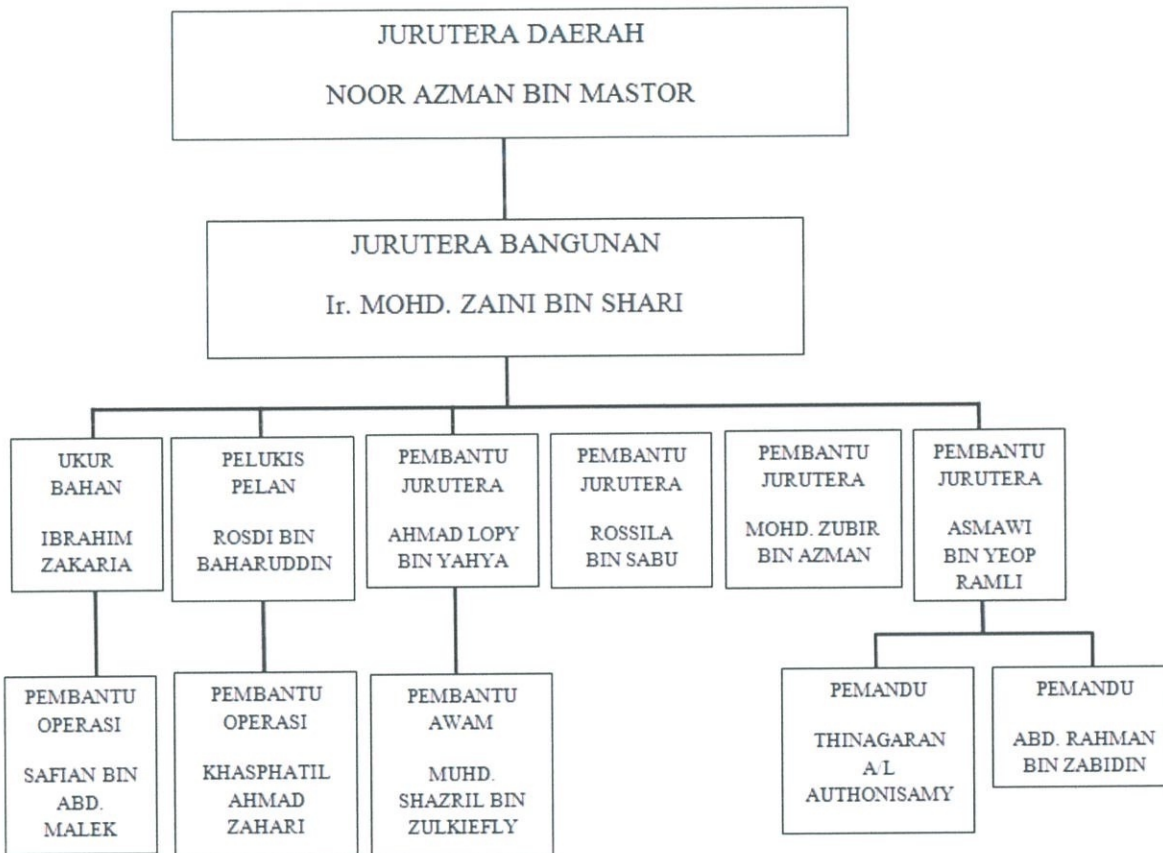 JURUTERA DAERAH
NOOR AZMAN BIN MASTOR
JURUTERA BANGUNAN
Ir. MOHD. ZAINI BIN SHARI
UKUR
BAHAN
IBRAHIM
ZAKARIA
PELUKIS
PELAN
ROSDI BIN
BAHARUDDIN
PEMBANTU
JURUTERA
AHMAD LOPY
BIN YAHYA
PEMBANTU
JURUTERA
ROSSILA
BIN SABU
PEMBANTU
JURUTERA
MOHD. ZUBIR
BIN AZMAN
PEMBANTU
JURUTERA
ASMAWI
BIN YEOP
RAMLI
PEMBANTU
OPERASI
SAFIAN BIN
ABD.
MALEK
PEMBANTU
OPERASI
KHASPHATIL
AHMAD
ZAHARI
PEMBANTU
AWAM
MUHD.
SHAZRIL BIN
ZULKIEFLY
PEMANDU
THINAGARAN
A/L
AUTHONISAMY
PEMANDU
ABD. RAHMAN
BIN ZABIDIN